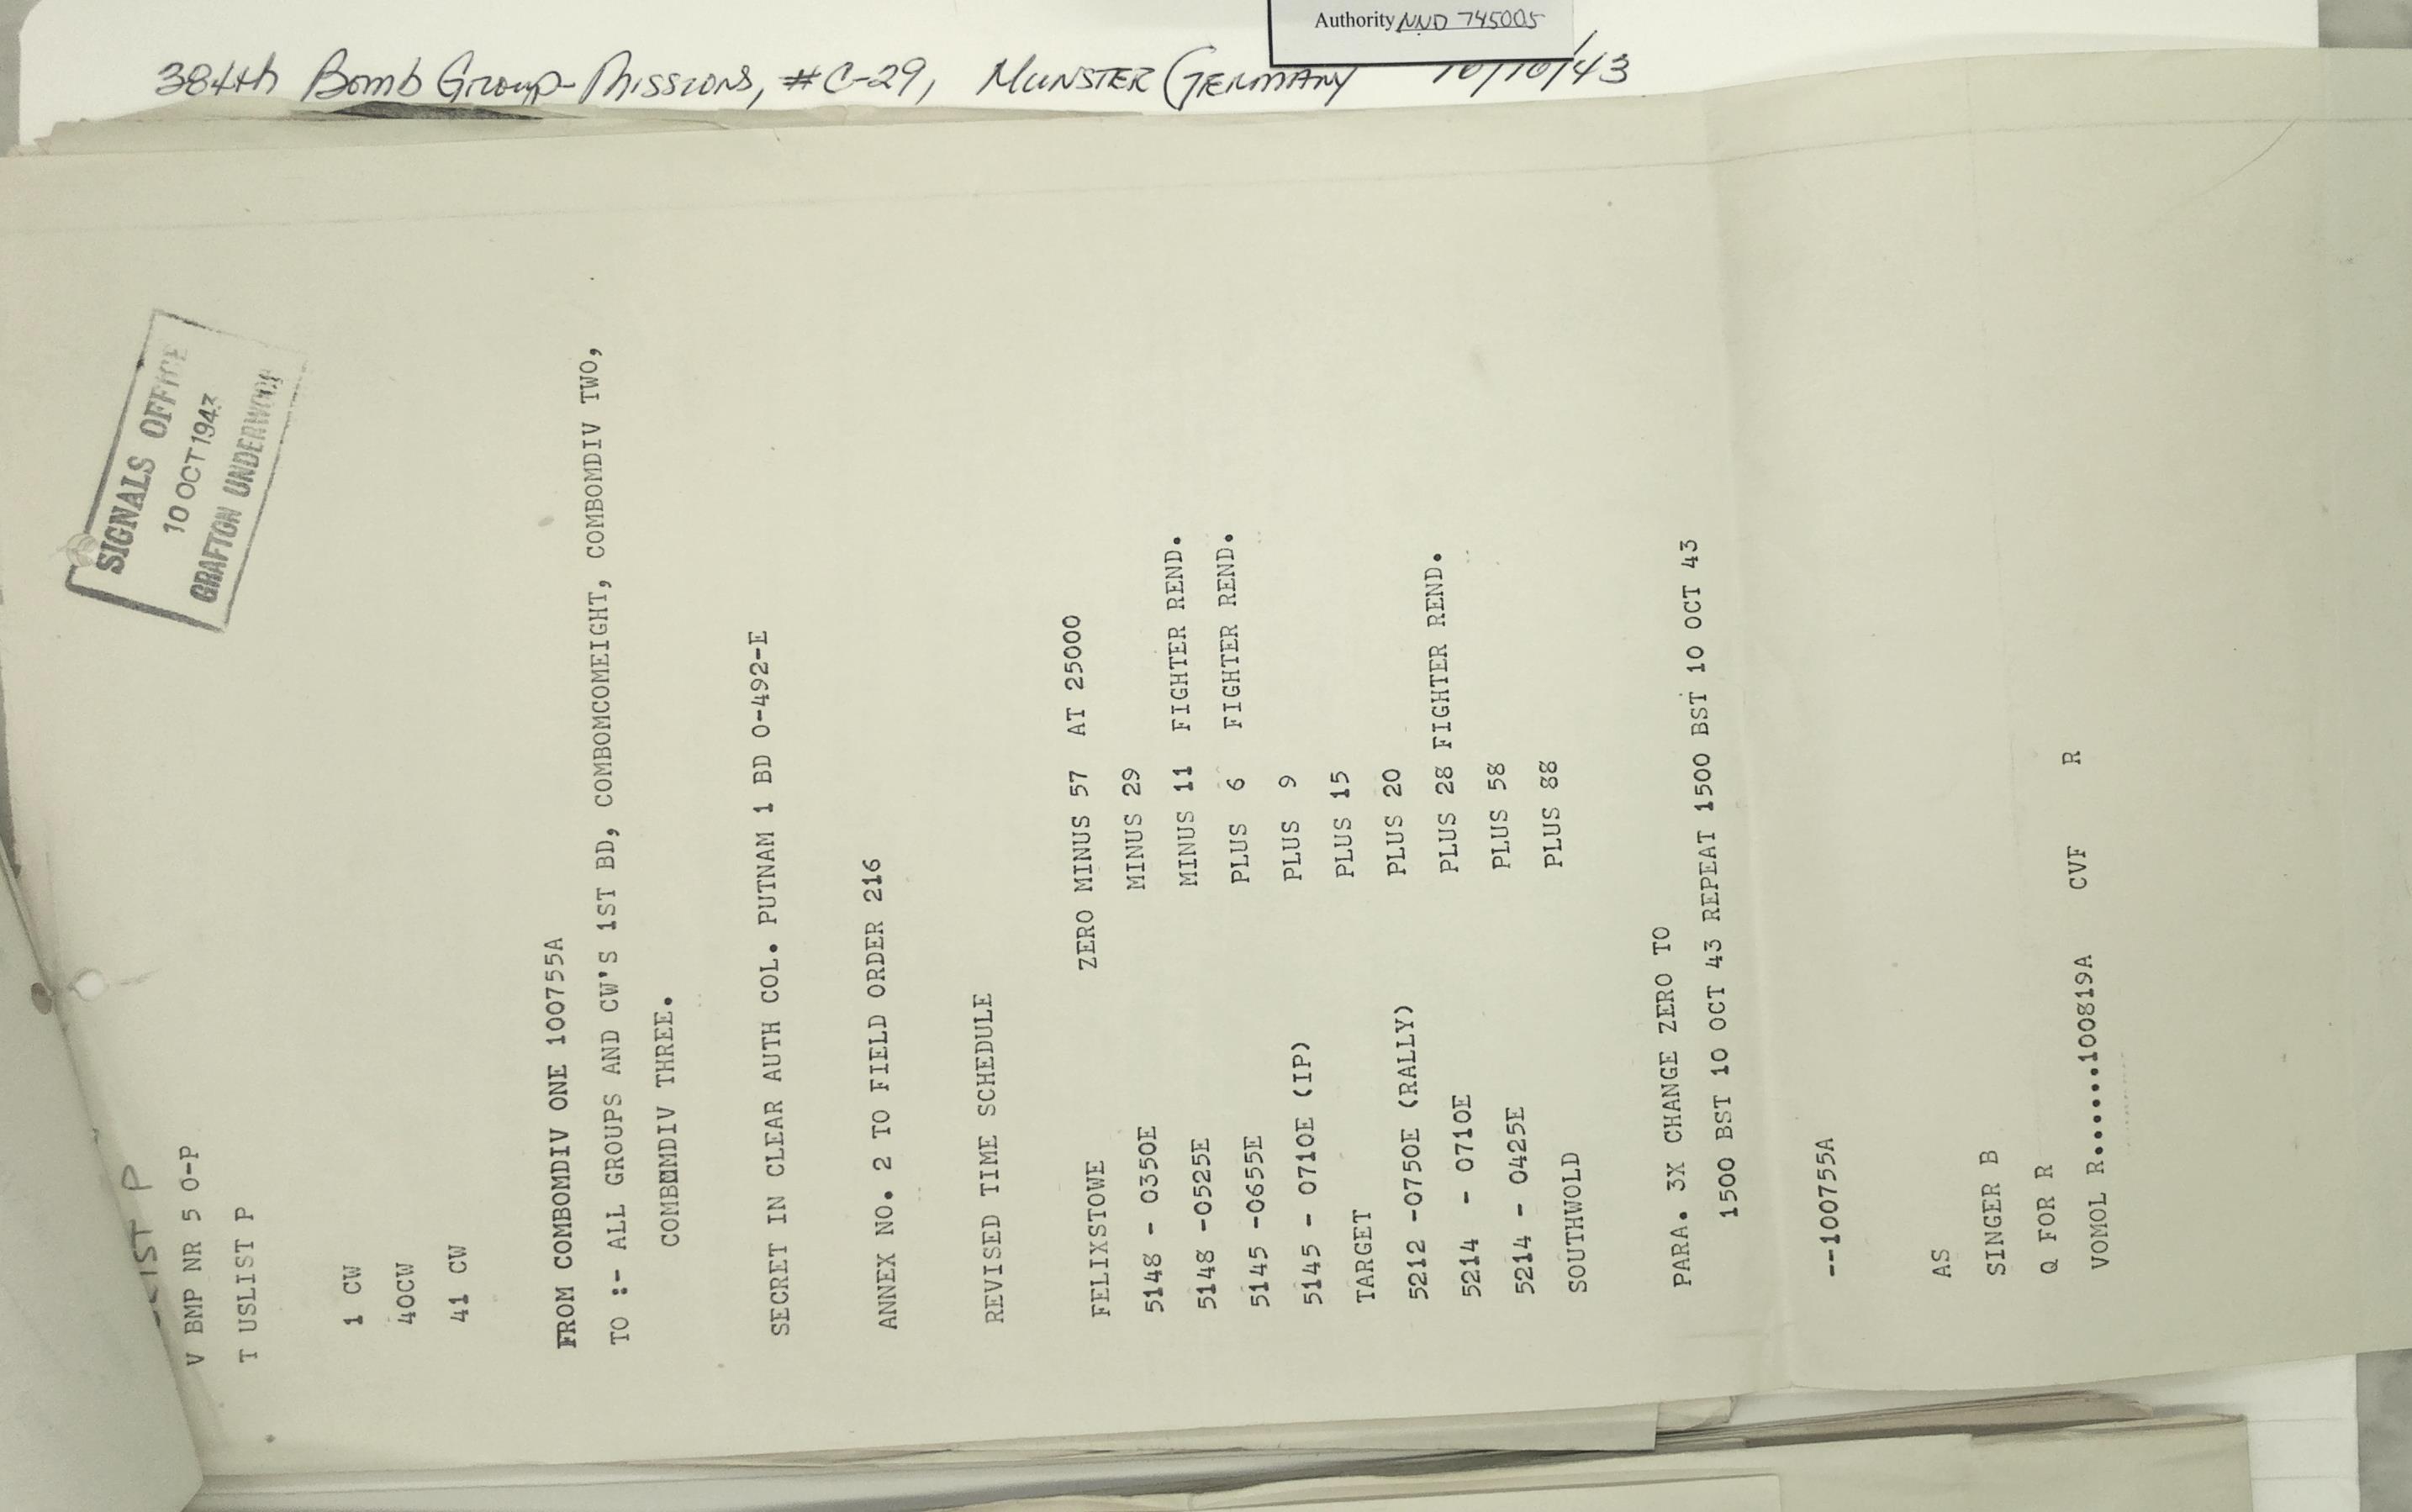 Authority NND 745005
384th Bomb Group-Missions, #C-29, MUNSTER GERMANY 10/10/43
SIGNALS OFFICE
10 OCT 1943
GRAFTON UNDERWOOD
LIST P
V BMP NR 5 O-P
T USLIST P
1 CW
40CW
41 CW
FROM COMBOMDIV ONE 100755A
TO :- ALL GROUPS AND CW'S 1ST BD, COMBOMCOMEIGHT, COMBOMDIV TWO,
COMBOMDIV THREE.
SECRET IN CLEAR AUTH COL. PUTNAM 1 BD O-492-E
ANNEX NO. 2 TO FIELD ORDER 216
REVISED TIME SCHEDULE
FELIXSTOWE ZERO MINUS 57 AT 25000
5148 - 0350E MINUS 29
5148 -0525E MINUS 11 FIGHTER REND.
5145 -0655E PLUS 6 FIGHTER REND.
5145 - 0710E (IP) PLUS 9
TARGET PLUS 15
5212 -0750E (RALLY) PLUS 20
5214 - 0710E PLUS 28 FIGHTER REND.
5214 - 0425E PLUS 58
SOUTHWOLD PLUS 88
PARA. 3X CHANGE ZERO TO
1500 BST 10 OCT 43 REPEAT 1500 BST 10 OCT 43
--100755A
AS
SINGER B
Q FOR R
VOMOL R.......100819A CVF R